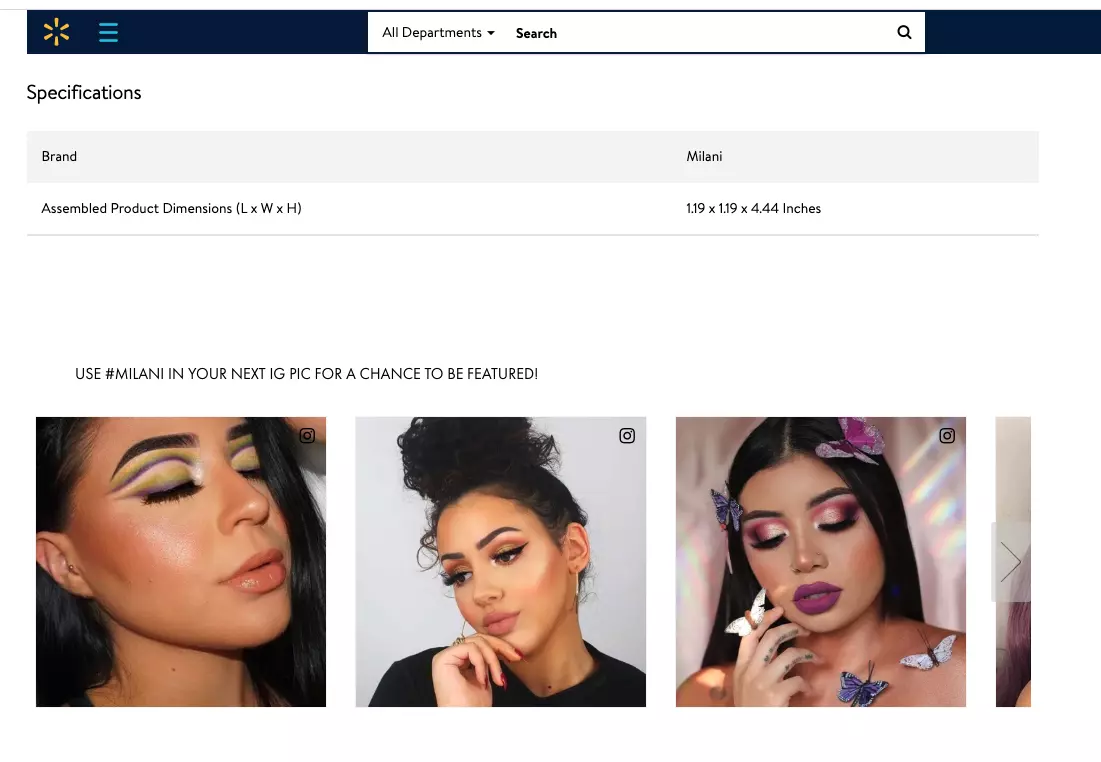 All Departments Search
Specifications
Brand Milani
Assembled Product Dimensions (L x W x H) 1.19 x 1.19 x 4.44 Inches
USE #MILANI IN YOUR NEXT IG PIC FOR A CHANCE TO BE FEATURED!